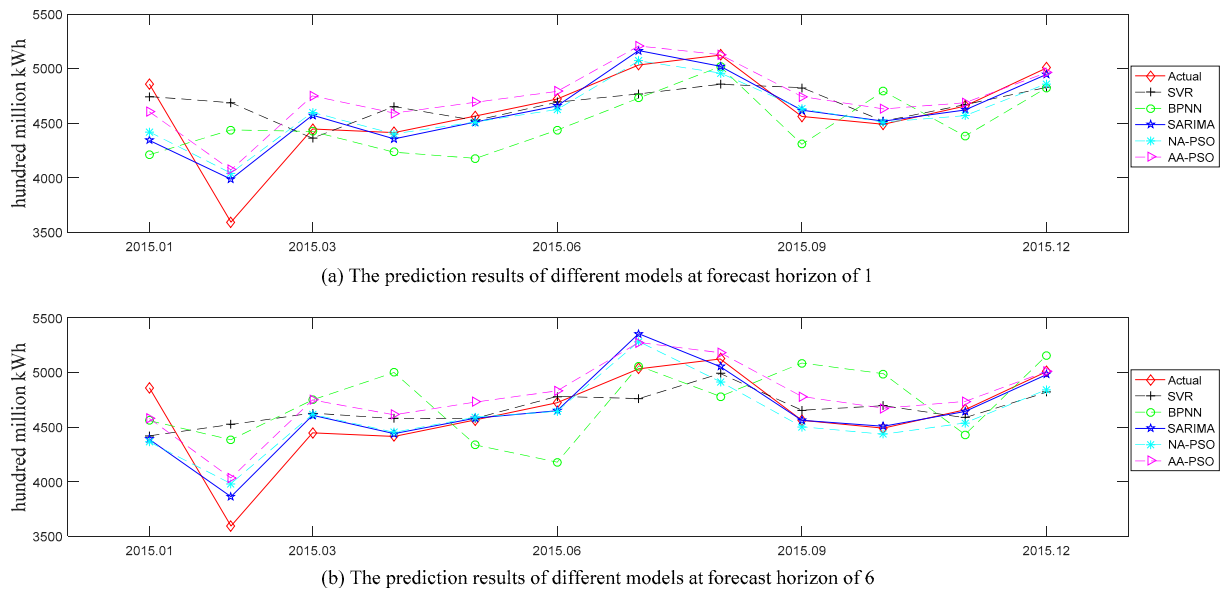 5500
5000
4500
4000
3500
hundred million kWh
2015.01 2015.03 2015.06 2015.09 2015.12
Actual
SVR
BPNN
SARIMA
NA-PSO
AA-PSO
(a) The prediction results of different models at forecast horizon of 1
5500
5000
4500
4000
3500
hundred million kWh
2015.01 2015.03 2015.06 2015.09 2015.12
Actual
SVR
BPNN
SARIMA
NA-PSO
AA-PSO
(b) The prediction results of different models at forecast horizon of 6